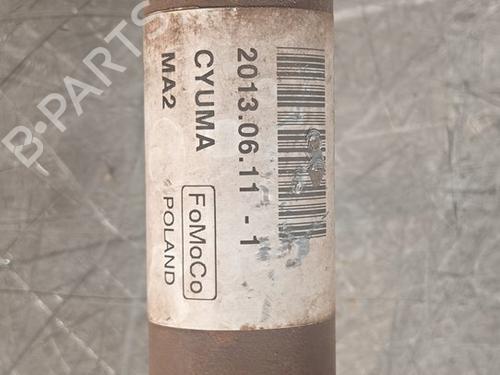 2013.06.11 - 1
CYUMA
MA2
FoMoCo
POLAND
B-PARTS